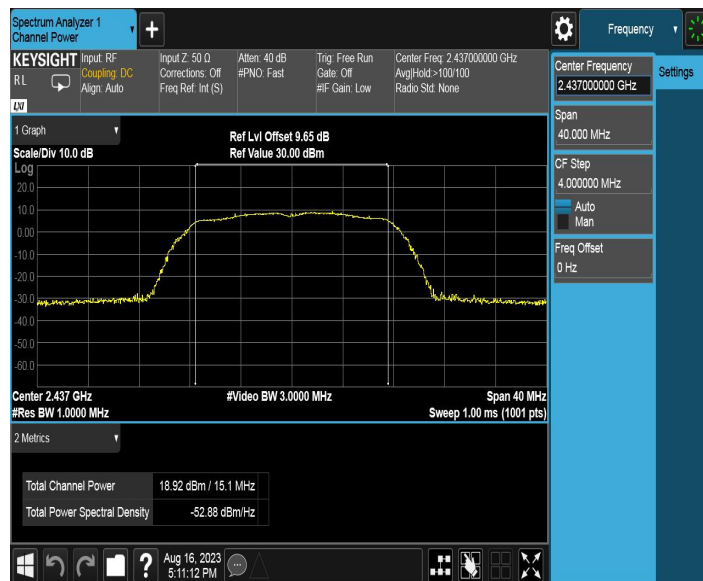 Spectrum Analyzer 1
Channel Power
+
Frequency
KEYSIGHT
Input: RF
Coupling: DC
Align: Auto
Input Z: 50 Ω
Corrections: Off
Freq Ref: Int (S)
Atten: 40 dB
#PNO: Fast
Trig: Free Run
Gate: Off
#IF Gain: Low
Center Freq: 2.437000000 GHz
Avg|Hold:>100/100
Radio Std: None
R L
LXI
Center Frequency
2.437000000 GHz
Settings
Span
40.000 MHz
CF Step
4.000000 MHz
Auto
Man
Freq Offset
0 Hz
1 Graph
Ref Lvl Offset 9.65 dB
Scale/Div 10.0 dB
Ref Value 30.00 dBm
Log
20.0
10.0
0.00
-10.0
-20.0
-30.0
-40.0
-50.0
-60.0
Center 2.437 GHz
#Video BW 3.0000 MHz
Span 40 MHz
#Res BW 1.0000 MHz
Sweep 1.00 ms (1001 pts)
2 Metrics
Total Channel Power 18.92 dBm / 15.1 MHz
Total Power Spectral Density -52.88 dBm/Hz
?
Aug 16, 2023
5:11:12 PM